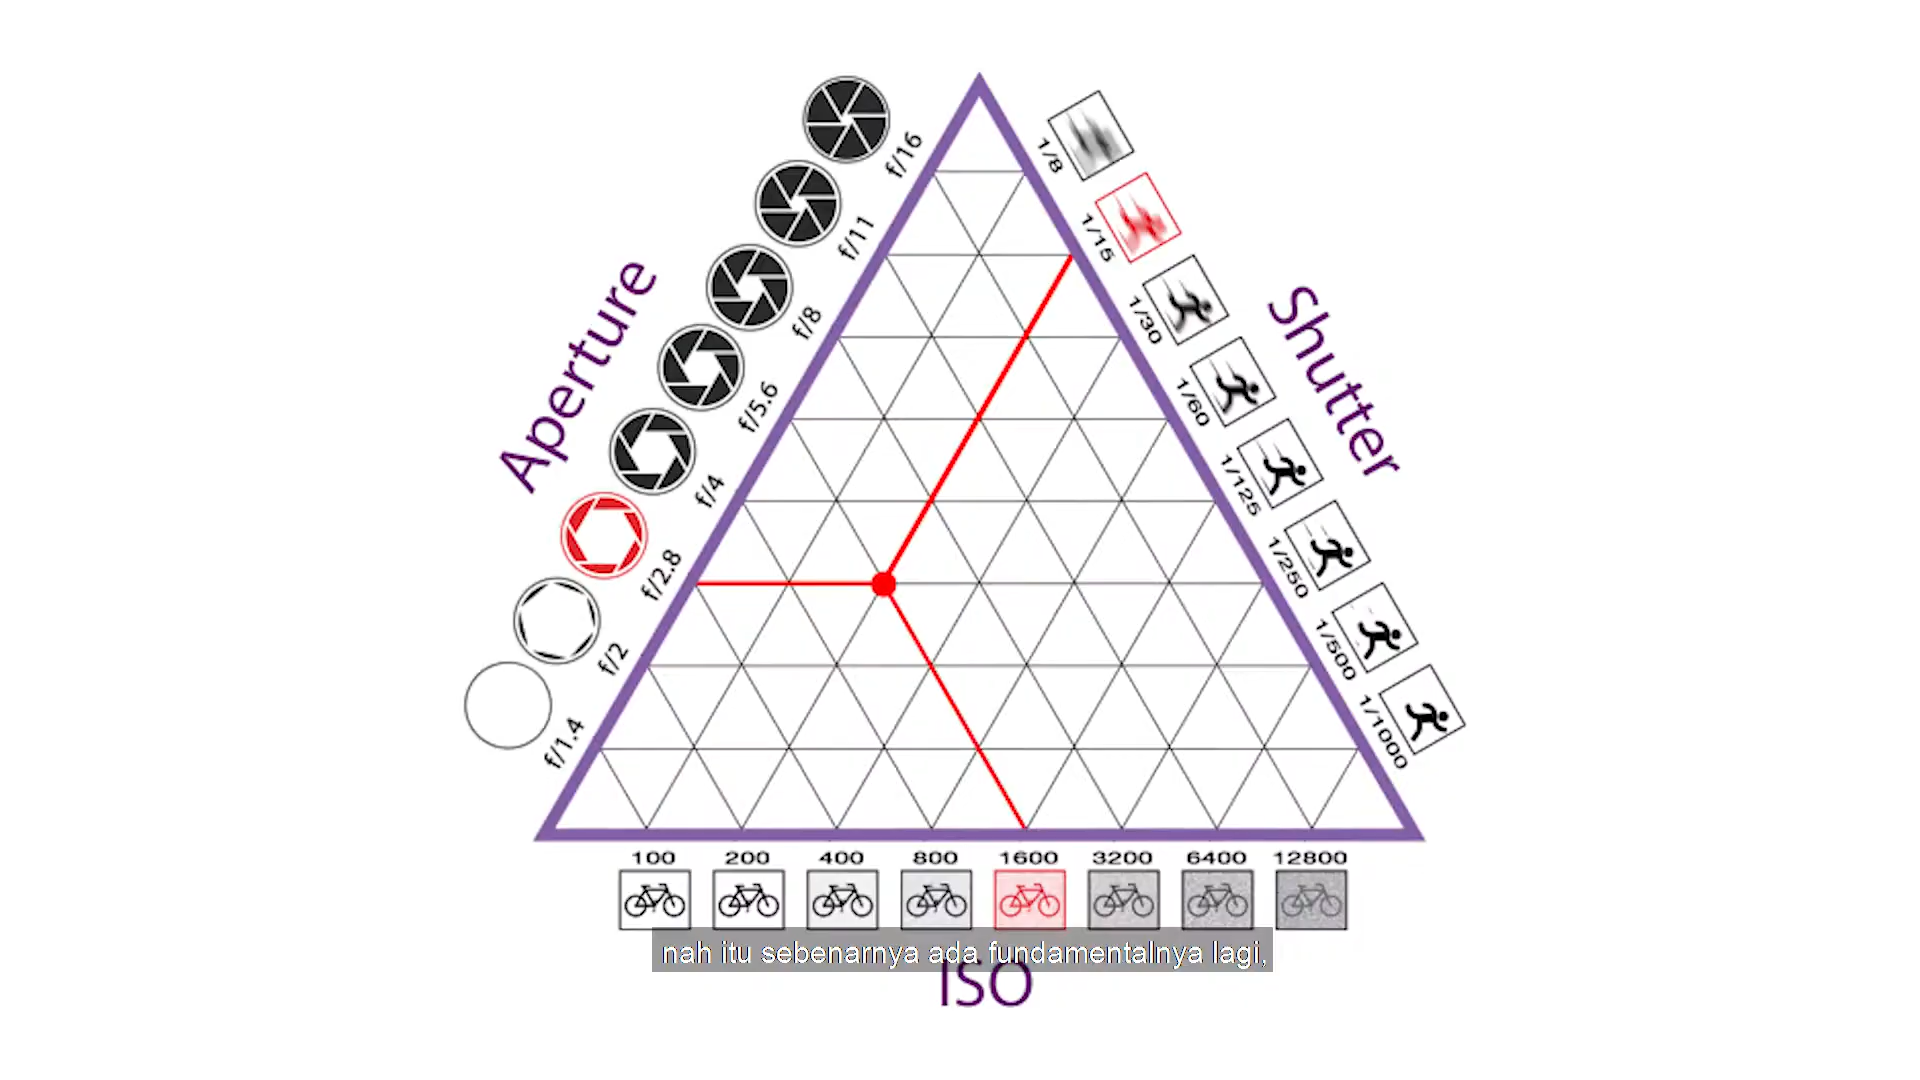 Aperture
f/16
f/11
f/8
f/5.6
f/4
f/2.8
f/2
f/1.4
Shutter
1/8
1/15
1/30
1/60
1/125
1/250
1/500
1/1000
100 200 400 800 1600 3200 6400 12800
nah itu sebenarnya ada fundamentalnya lagi,
ISO